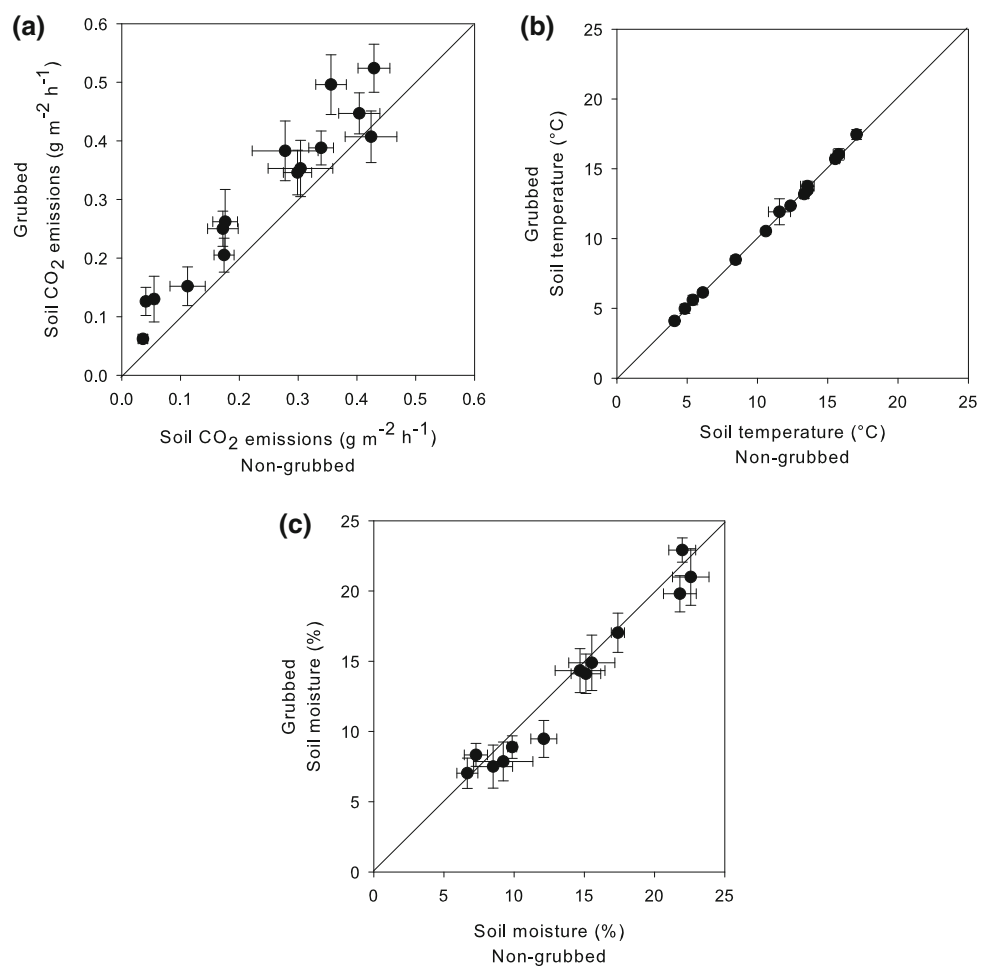 (a)
Grubbed
Soil CO2 emissions (g m-2 h-1)
0.6
0.5
0.4
0.3
0.2
0.1
0.0
0.0 0.1 0.2 0.3 0.4 0.5 0.6
Soil CO2 emissions (g m-2 h-1)
Non-grubbed
(b)
Grubbed
Soil temperature (°C)
25
20
15
10
5
0
0 5 10 15 20 25
Soil temperature (°C)
Non-grubbed
(c)
Grubbed
Soil moisture (%)
25
20
15
10
5
0
0 5 10 15 20 25
Soil moisture (%)
Non-grubbed